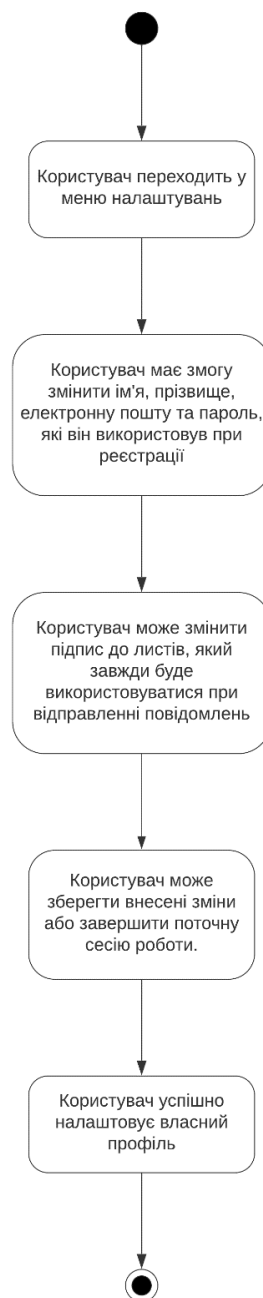 Користувач переходить у
меню налаштувань
Користувач має змогу
змінити ім'я, прізвище,
електронну пошту та пароль,
які він використовув при
реєстрації
Користувач може змінити
підпис до листів, який
завжди буде
використовуватися при
відправленні повідомлень
Користувач може
зберегти внесені зміни
або завершити поточну
сесію роботи.
Користувач успішно
налаштовує власний
профіль